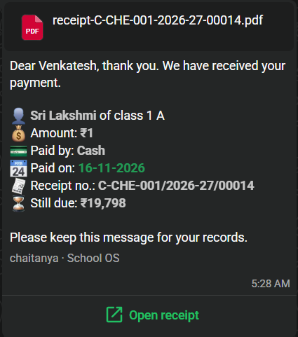 PDF
receipt-C-CHE-001-2026-27-00014.pdf
Dear Venkatesh, thank you. We have received your
payment.
👤 Sri Lakshmi of class 1 A
💰 Amount: ₹1
💳 Paid by: Cash
📆 Paid on: 16-11-2026
🧾 Receipt no.: C-CHE-001/2026-27/00014
⏳ Still due: ₹19,798
Please keep this message for your records.
chaitanya · School OS
5:28 AM
Open receipt